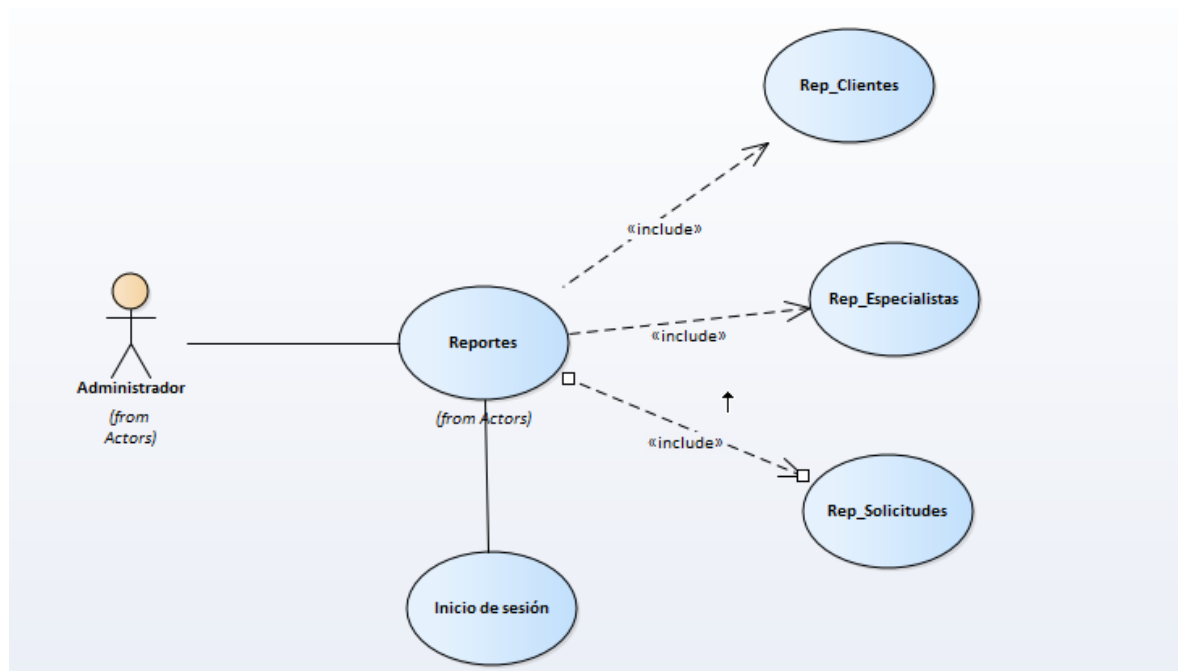 Rep_Clientes
«include»
Rep_Especialistas
«include»
Reportes
(from Actors)
Administrador
(from
Actors)
«include»
Rep_Solicitudes
Inicio de sesión